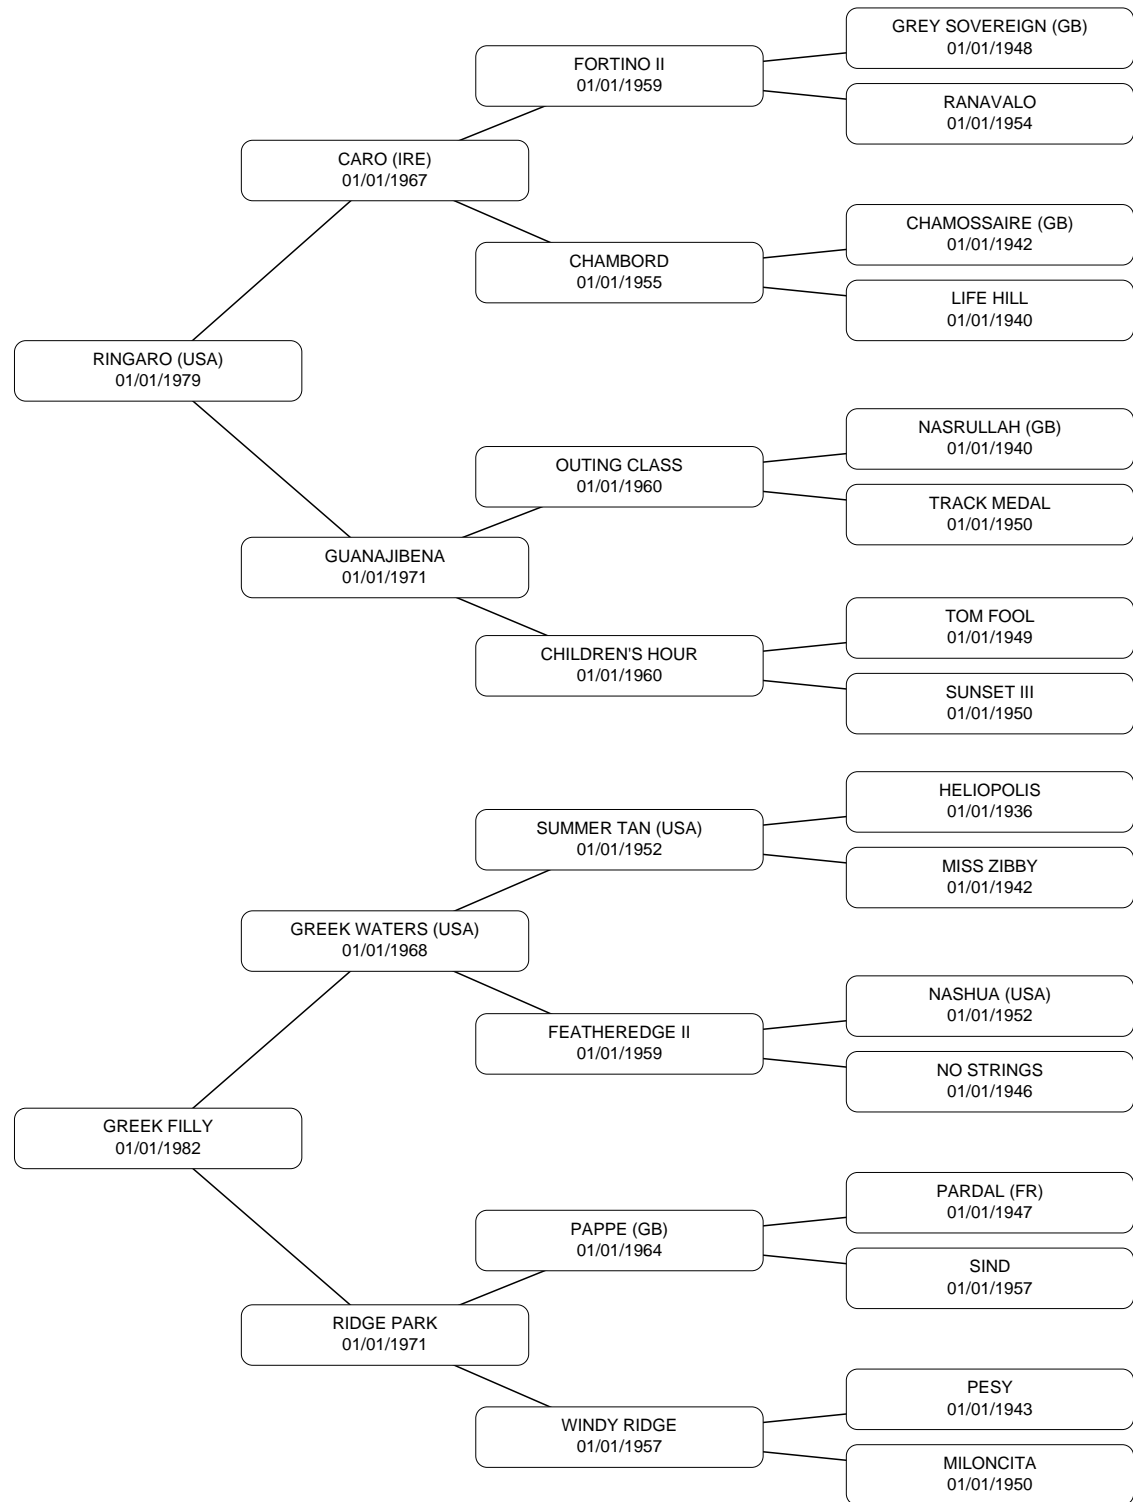 GREY SOVEREIGN (GB)
01/01/1948
FORTINO II
01/01/1959
RANAVALO
01/01/1954
CARO (IRE)
01/01/1967
CHAMOSSAIRE (GB)
01/01/1942
CHAMBORD
01/01/1955
LIFE HILL
01/01/1940
RINGARO (USA)
01/01/1979
NASRULLAH (GB)
01/01/1940
OUTING CLASS
01/01/1960
TRACK MEDAL
01/01/1950
GUANAJIBENA
01/01/1971
TOM FOOL
01/01/1949
CHILDREN'S HOUR
01/01/1960
SUNSET III
01/01/1950
HELIOPOLIS
01/01/1936
SUMMER TAN (USA)
01/01/1952
MISS ZIBBY
01/01/1942
GREEK WATERS (USA)
01/01/1968
NASHUA (USA)
01/01/1952
FEATHEREDGE II
01/01/1959
NO STRINGS
01/01/1946
GREEK FILLY
01/01/1982
PARDAL (FR)
01/01/1947
PAPPE (GB)
01/01/1964
SIND
01/01/1957
RIDGE PARK
01/01/1971
PESY
01/01/1943
WINDY RIDGE
01/01/1957
MILONCITA
01/01/1950